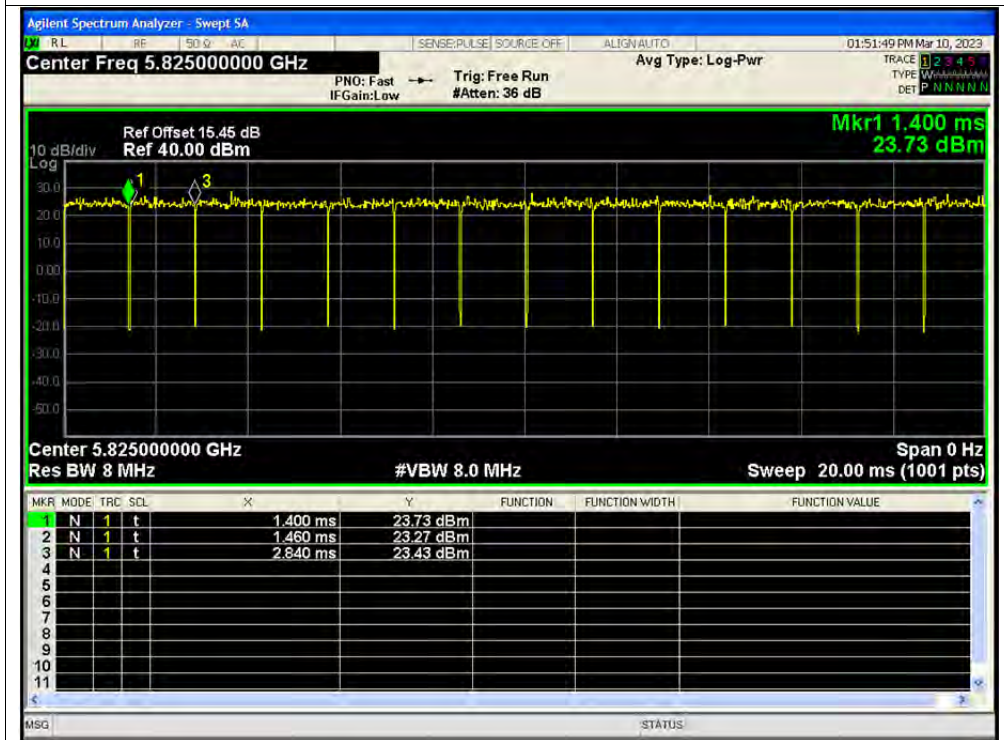 Agilent Spectrum Analyzer - Swept SA
LXI RL RF 50 Ω AC SENSE:PULSE SOURCE OFF ALIGN AUTO 01:51:49 PM Mar 10, 2023
Center Freq 5.825000000 GHz Avg Type: Log-Pwr TRACE 1 2 3 4 5
PNO: Fast Trig: Free Run TYPE W
IFGain:Low #Atten: 36 dB DET P N N N N N
Mkr1 1.400 ms
Ref Offset 15.45 dB
10 dB/div Ref 40.00 dBm 23.73 dBm
Log
30.0
1 3
20.0
10.0
0.00
-10.0
-20.0
-30.0
-40.0
-50.0
Center 5.825000000 GHz Span 0 Hz
Res BW 8 MHz #VBW 8.0 MHz Sweep 20.00 ms (1001 pts)
MKR MODE TRC SCL X Y FUNCTION FUNCTION WIDTH FUNCTION VALUE
1 N 1 t 1.400 ms 23.73 dBm
2 N 1 t 1.460 ms 23.27 dBm
3 N 1 t 2.840 ms 23.43 dBm
4
5
6
7
8
9
10
11
MSG STATUS